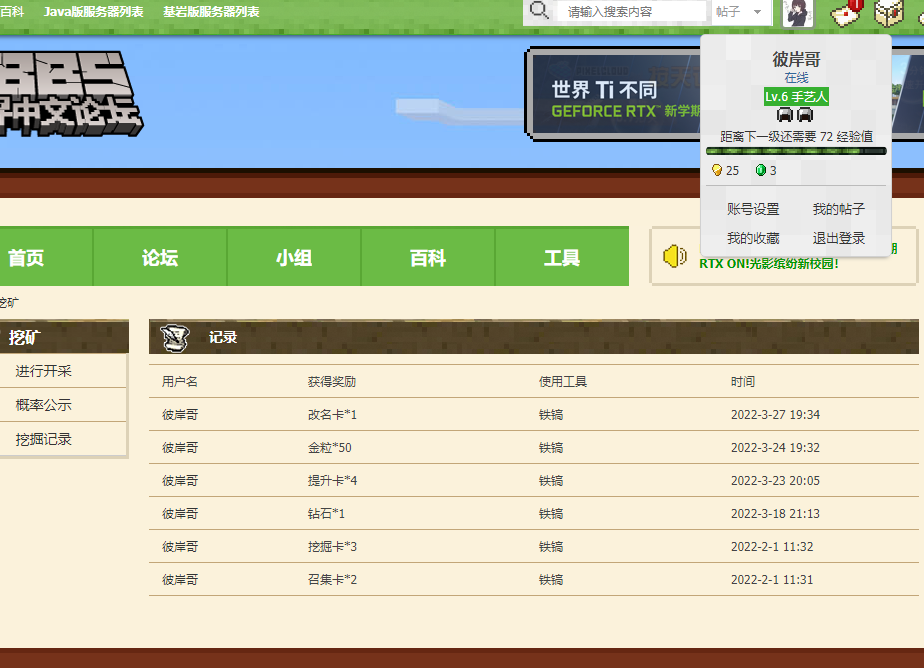 百科 Java版服务器列表 基岩版服务器列表 请输入搜索内容 帖子 1
BBS
界中文论坛
世界 Ti 不同
GEFORCE RTX™ 新学期
彼岸哥
在线
Lv.6 手艺人
距离下一级还需要 72 经验值
25 3
账号设置 我的帖子
我的收藏 退出登录
首页 论坛 小组 百科 工具
RTX ON!光影缤纷新校园!
挖矿
挖矿
进行开采
概率公示
挖掘记录
记录
用户名 获得奖励 使用工具 时间
彼岸哥 改名卡*1 铁镐 2022-3-27 19:34
彼岸哥 金粒*50 铁镐 2022-3-24 19:32
彼岸哥 提升卡*4 铁镐 2022-3-23 20:05
彼岸哥 钻石*1 铁镐 2022-3-18 21:13
彼岸哥 挖掘卡*3 铁镐 2022-2-1 11:32
彼岸哥 召集卡*2 铁镐 2022-2-1 11:31